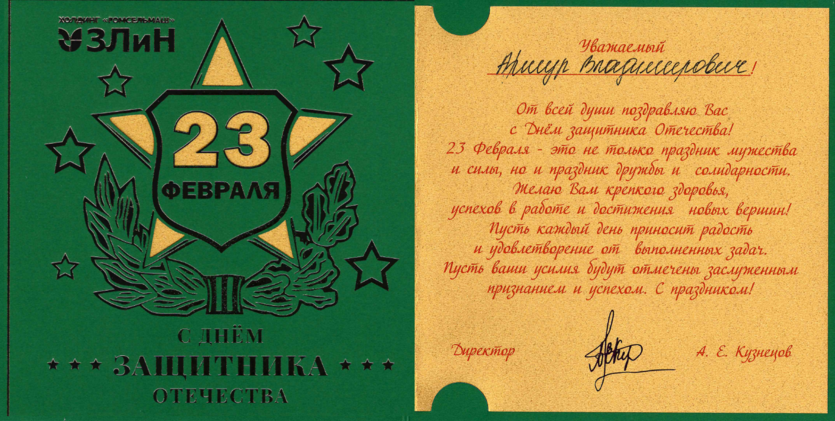 ХОЛДИНГ «РОМСЕЛЬМАШ»
ЗЛиН
23
ФЕВРАЛЯ
С ДНЁМ
ЗАЩИТНИКА
ОТЕЧЕСТВА
Уважаемый
Артур Владимирович!
От всей души поздравляю Вас
с Днём защитника Отечества!
23 Февраля - это не только праздник мужества
и силы, но и праздник дружбы и солидарности.
Желаю Вам крепкого здоровья,
успехов в работе и достижения новых вершин!
Пусть каждый день приносит радость
и удовлетворение от выполненных задач.
Пусть ваши усилия будут отмечены заслуженным
признанием и успехом. С праздником!
Директор А. Е. Кузнецов